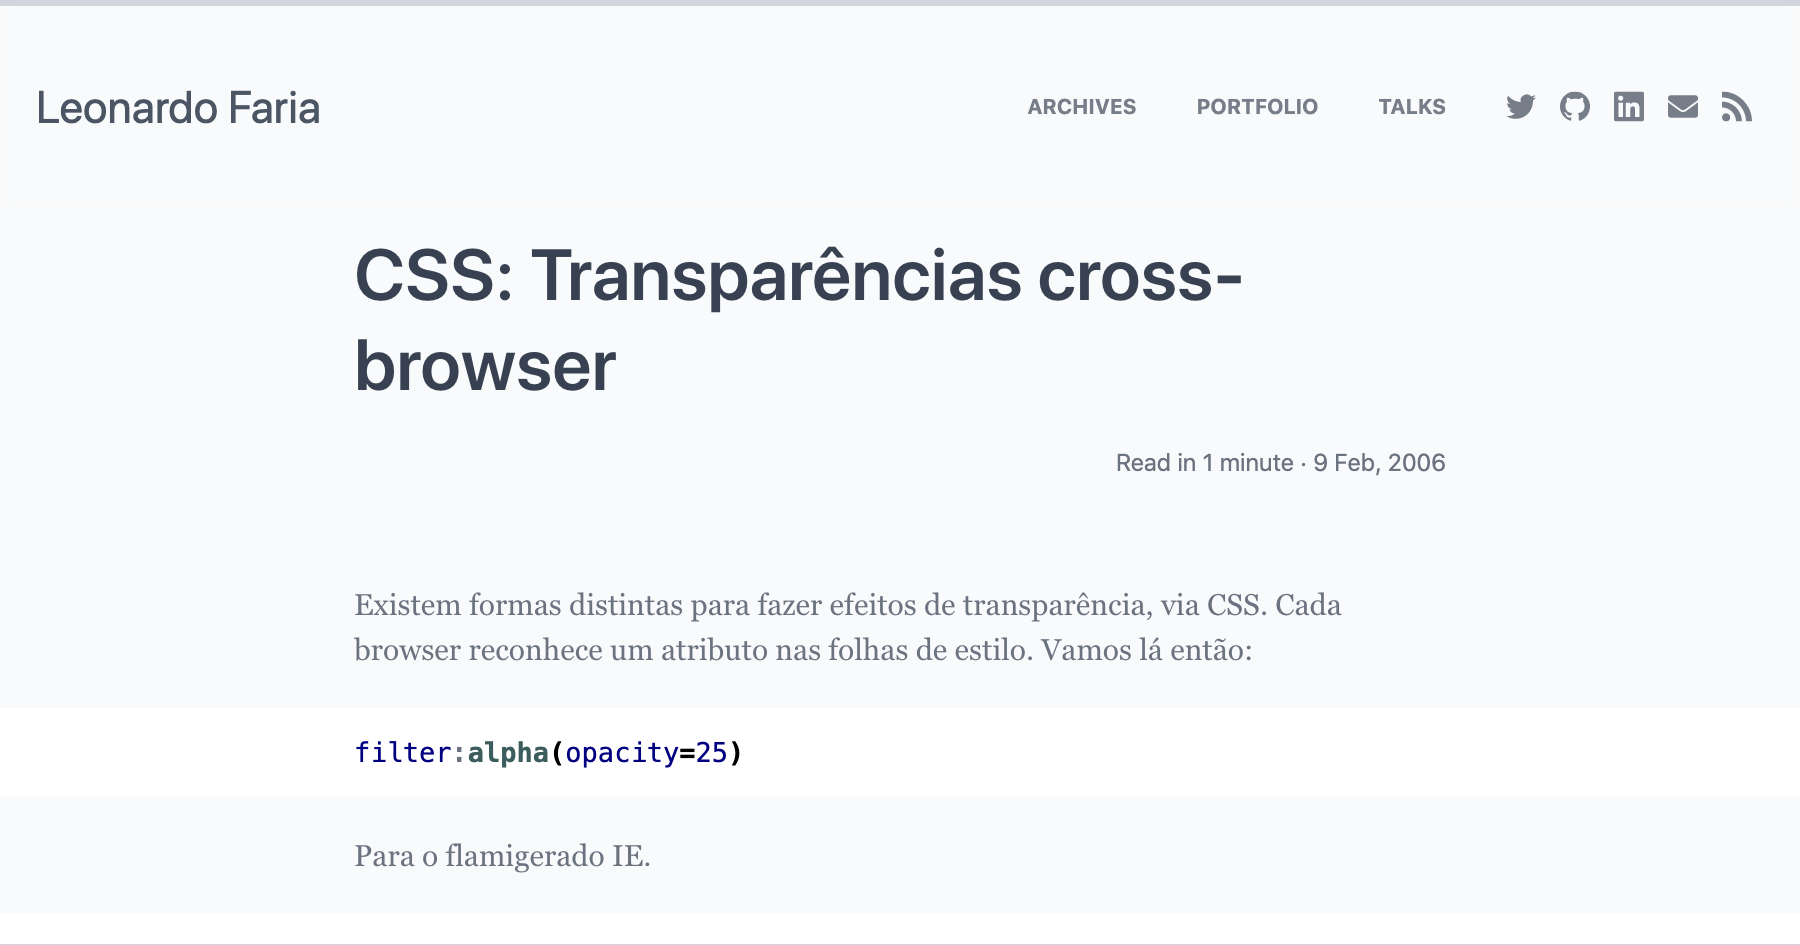 Leonardo Faria
ARCHIVES PORTFOLIO TALKS
CSS: Transparências cross-
browser
Read in 1 minute · 9 Feb, 2006
Existem formas distintas para fazer efeitos de transparência, via CSS. Cada
browser reconhece um atributo nas folhas de estilo. Vamos lá então:
filter:alpha(opacity=25)
Para o flamigerado IE.